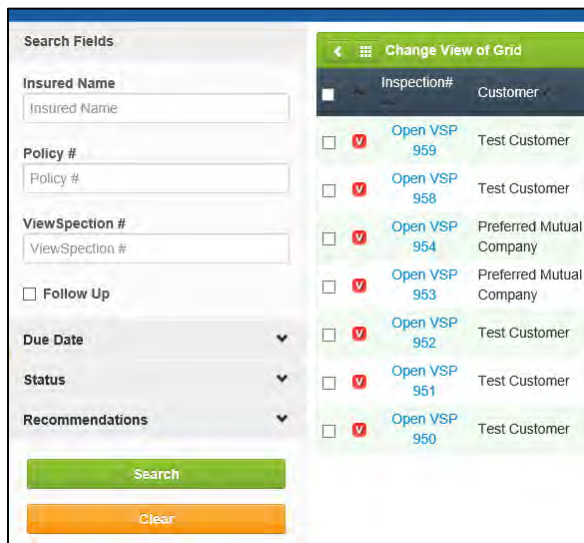 Search Fields
Insured Name
Insured Name
Policy #
Policy #
ViewSpection #
ViewSpection #
Follow Up
Due Date
Status
Recommendations
Search
Clear
Change View of Grid
Inspection# Customer
V Open VSP 959 Test Customer
V Open VSP 958 Test Customer
V Open VSP 954 Preferred Mutual Company
V Open VSP 953 Preferred Mutual Company
V Open VSP 952 Test Customer
V Open VSP 951 Test Customer
V Open VSP 950 Test Customer